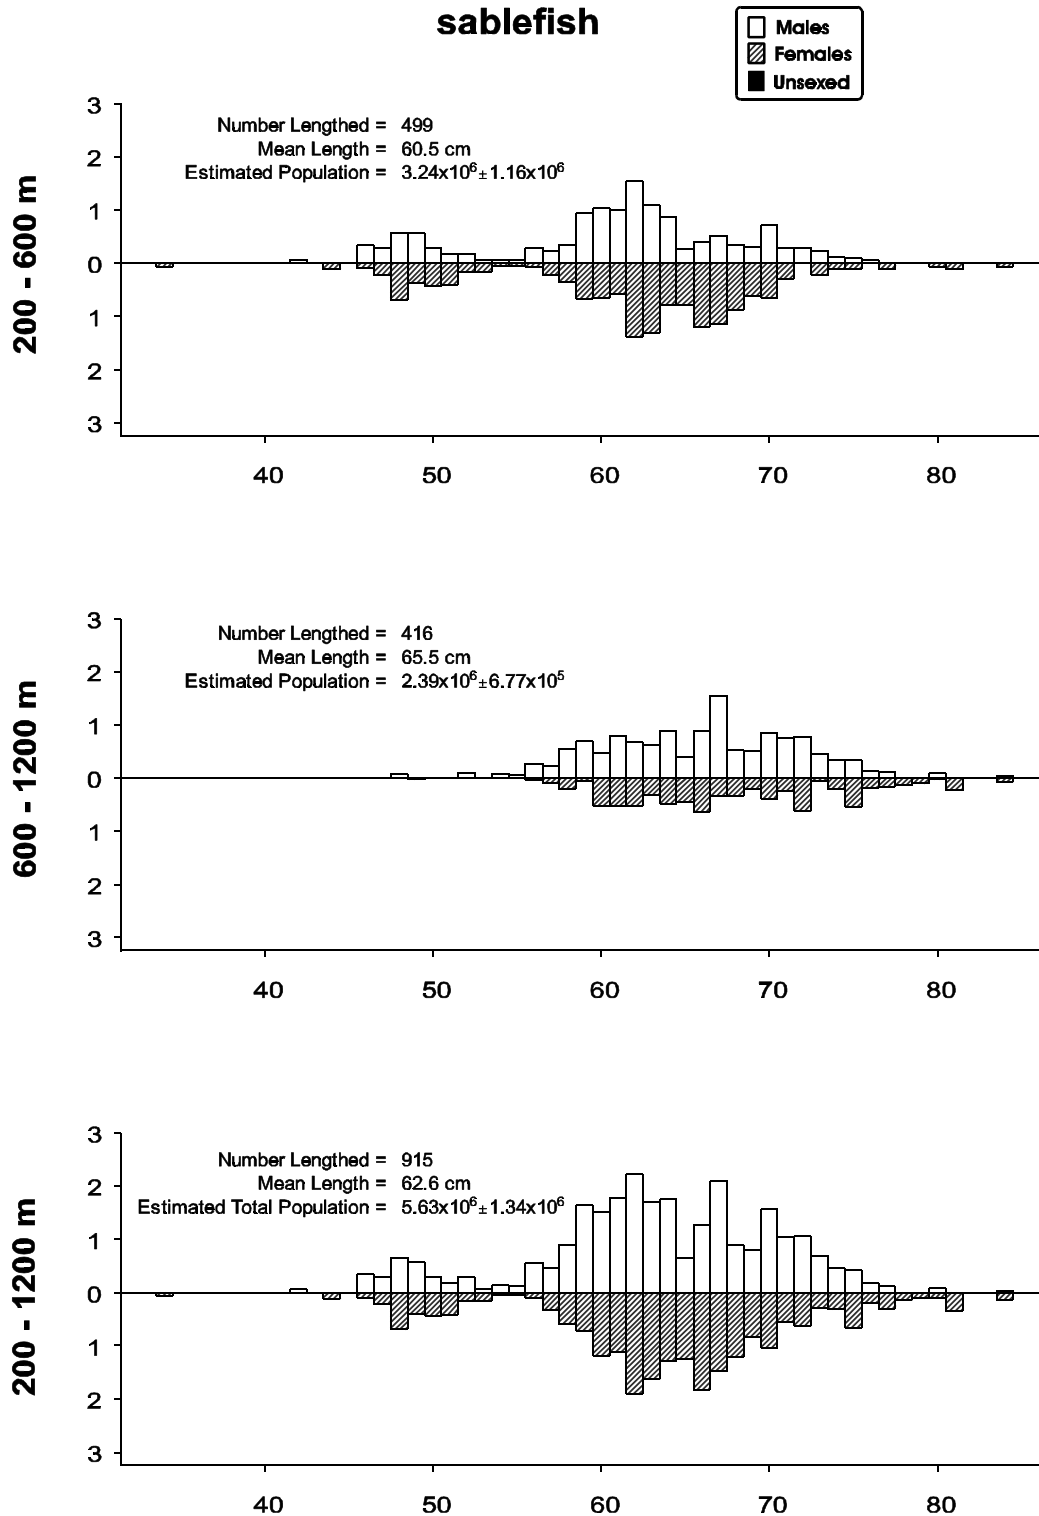 sablefish
Males
Females
Unsexed
200 - 600 m
Number Lengthed = 499
Mean Length = 60.5 cm
Estimated Population = 3.24x10⁶±1.16x10⁶
3
2
1
0
1
2
3
40 50 60 70 80
600 - 1200 m
Number Lengthed = 416
Mean Length = 65.5 cm
Estimated Population = 2.39x10⁶±6.77x10⁵
3
2
1
0
1
2
3
40 50 60 70 80
200 - 1200 m
Number Lengthed = 915
Mean Length = 62.6 cm
Estimated Total Population = 5.63x10⁶±1.34x10⁶
3
2
1
0
1
2
3
40 50 60 70 80